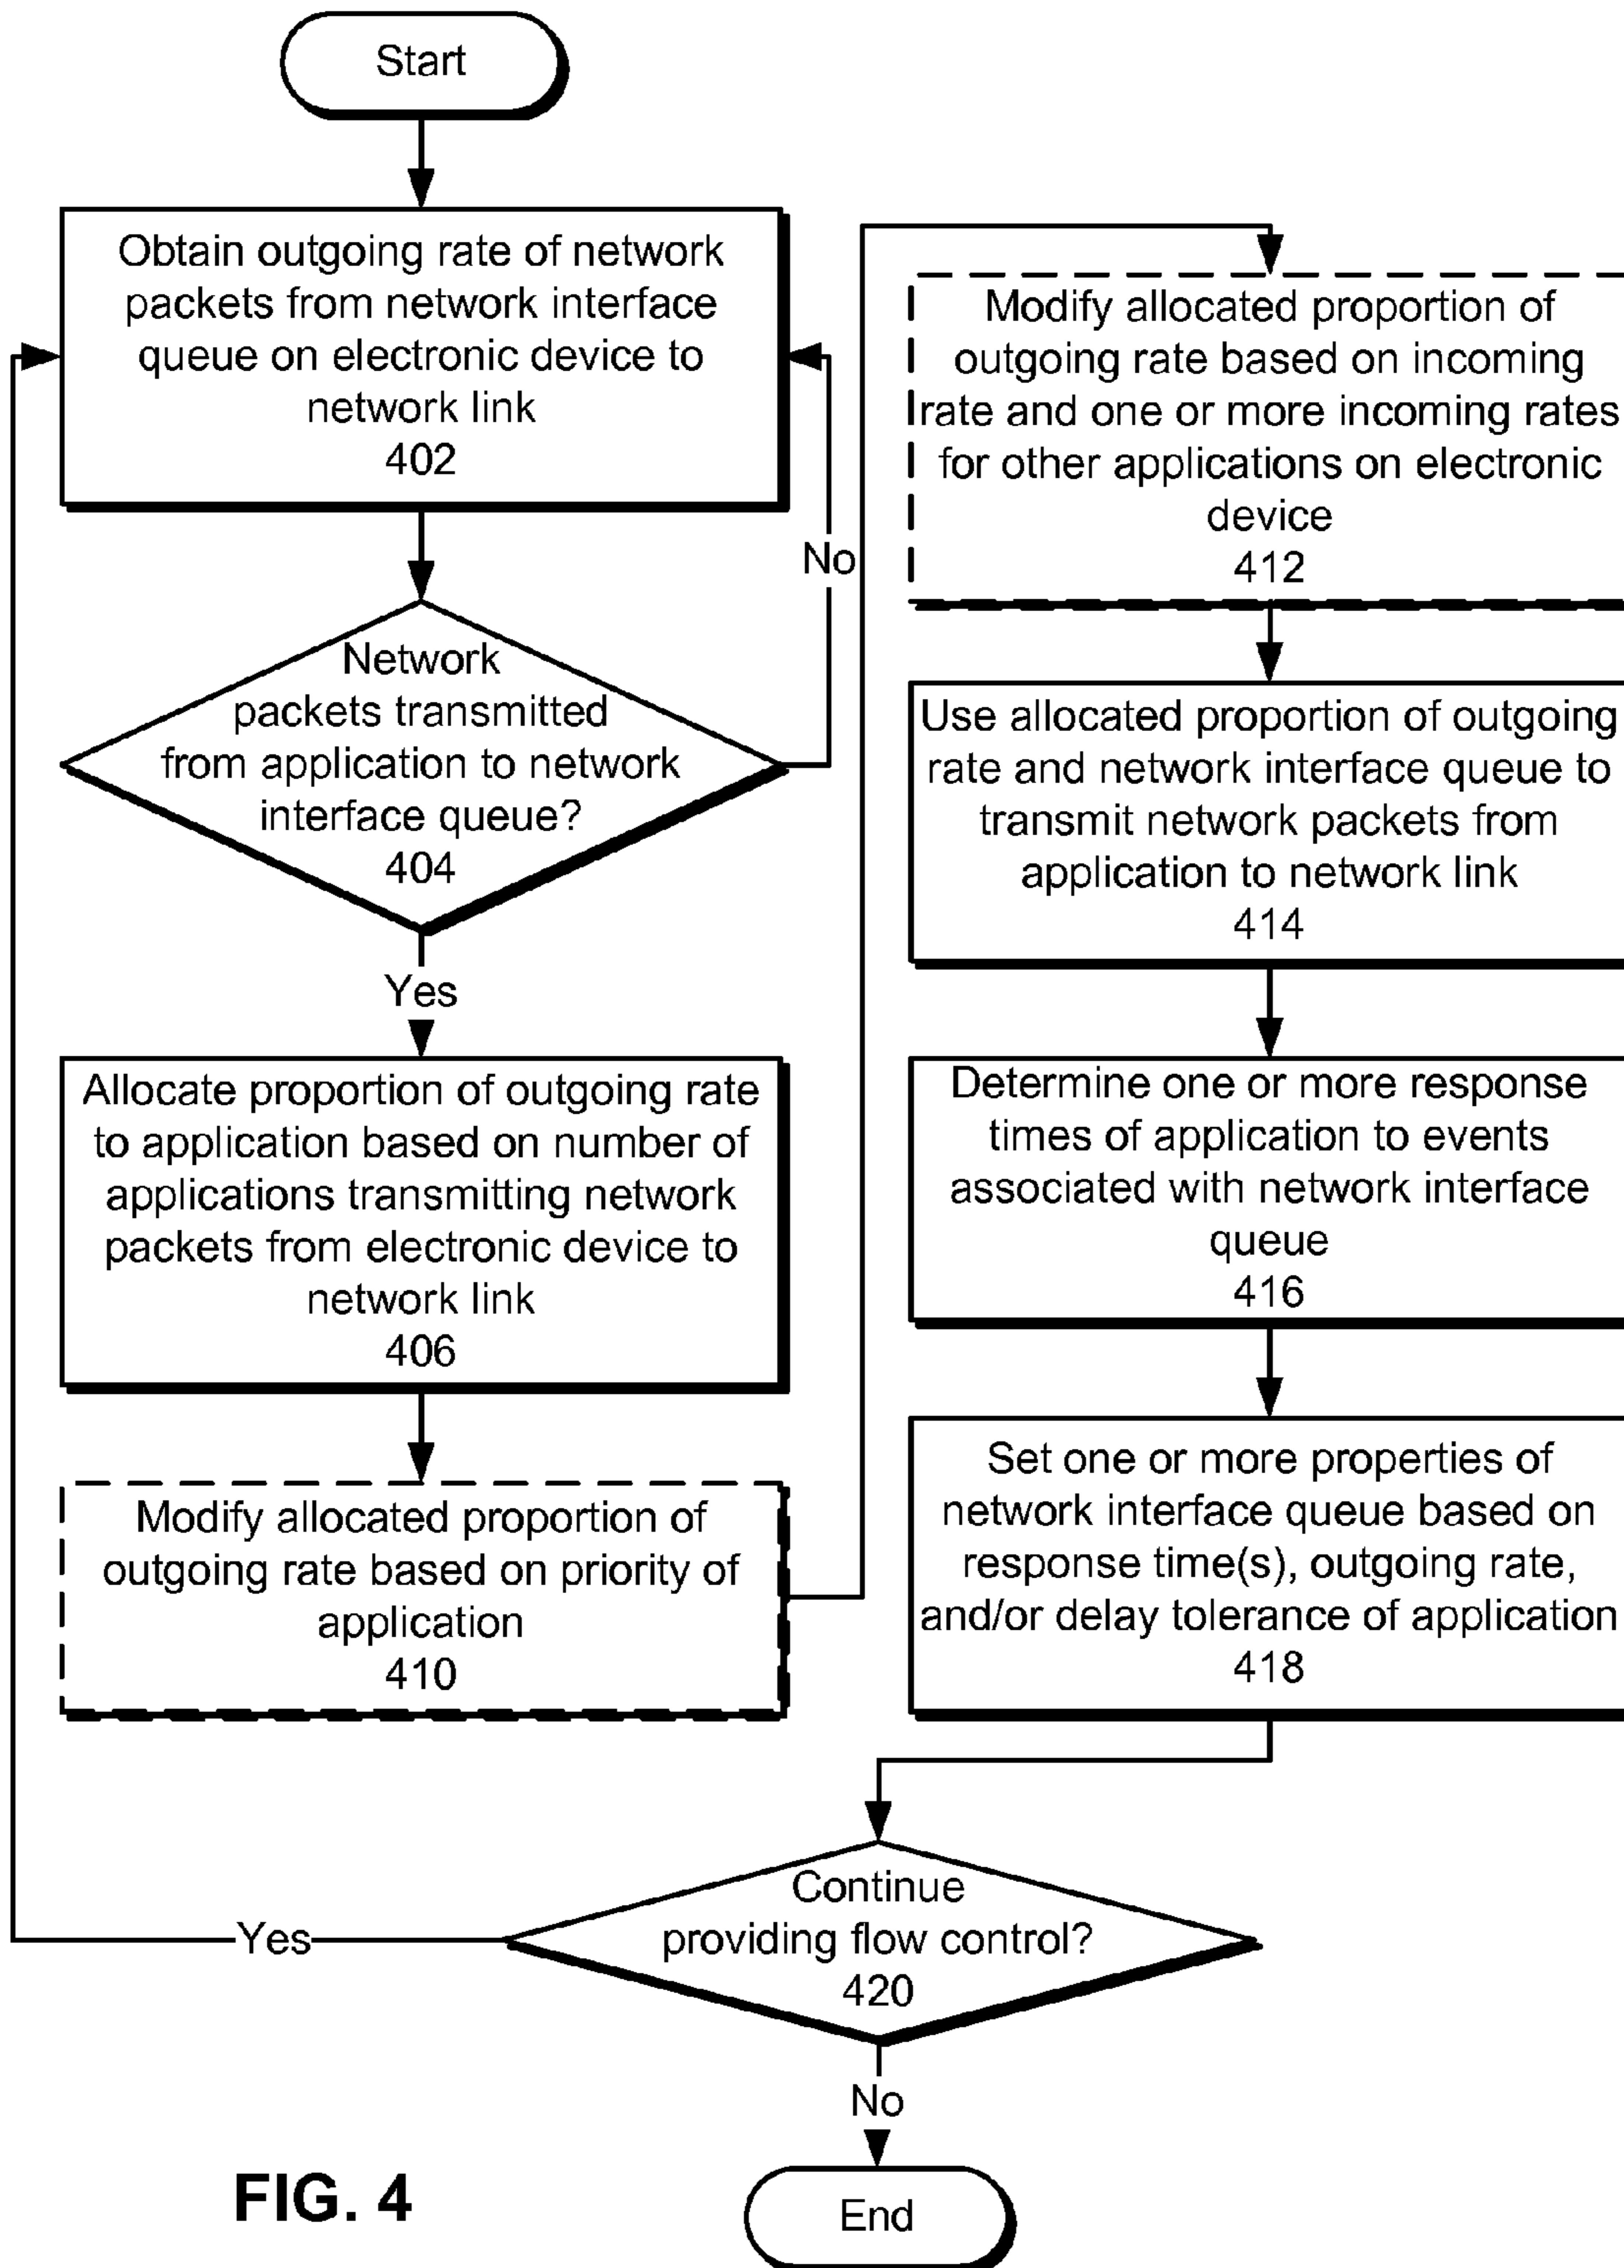 Start
Obtain outgoing rate of network
packets from network interface
queue on electronic device to
network link
402
No
Network
packets transmitted
from application to network
interface queue?
404
Yes
Allocate proportion of outgoing rate
to application based on number of
applications transmitting network
packets from electronic device to
network link
406
Modify allocated proportion of
outgoing rate based on priority of
application
410
Modify allocated proportion of
outgoing rate based on incoming
rate and one or more incoming rates
for other applications on electronic
device
412
Use allocated proportion of outgoing
rate and network interface queue to
transmit network packets from
application to network link
414
Determine one or more response
times of application to events
associated with network interface
queue
416
Set one or more properties of
network interface queue based on
response time(s), outgoing rate,
and/or delay tolerance of application
418
Continue
providing flow control?
420
Yes
No
End
FIG. 4